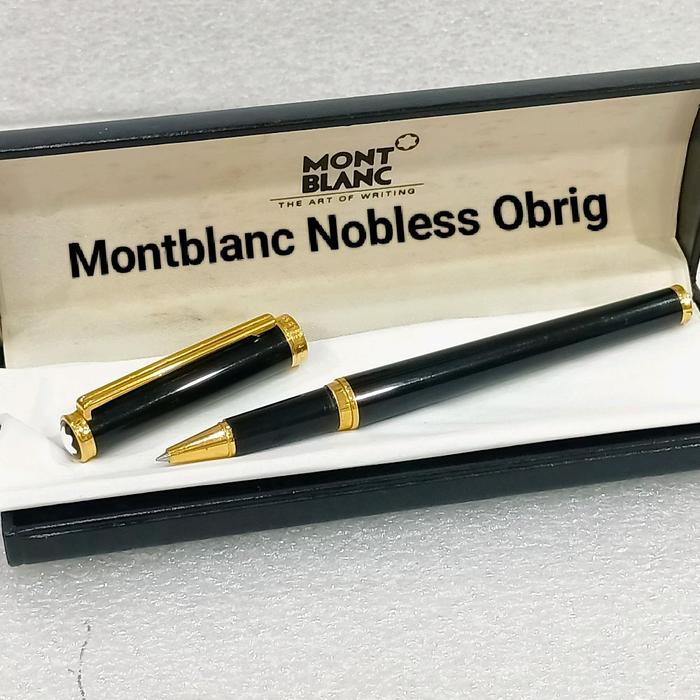 MONT
BLANC
THE ART OF WRITING
Montblanc Nobless Obrig